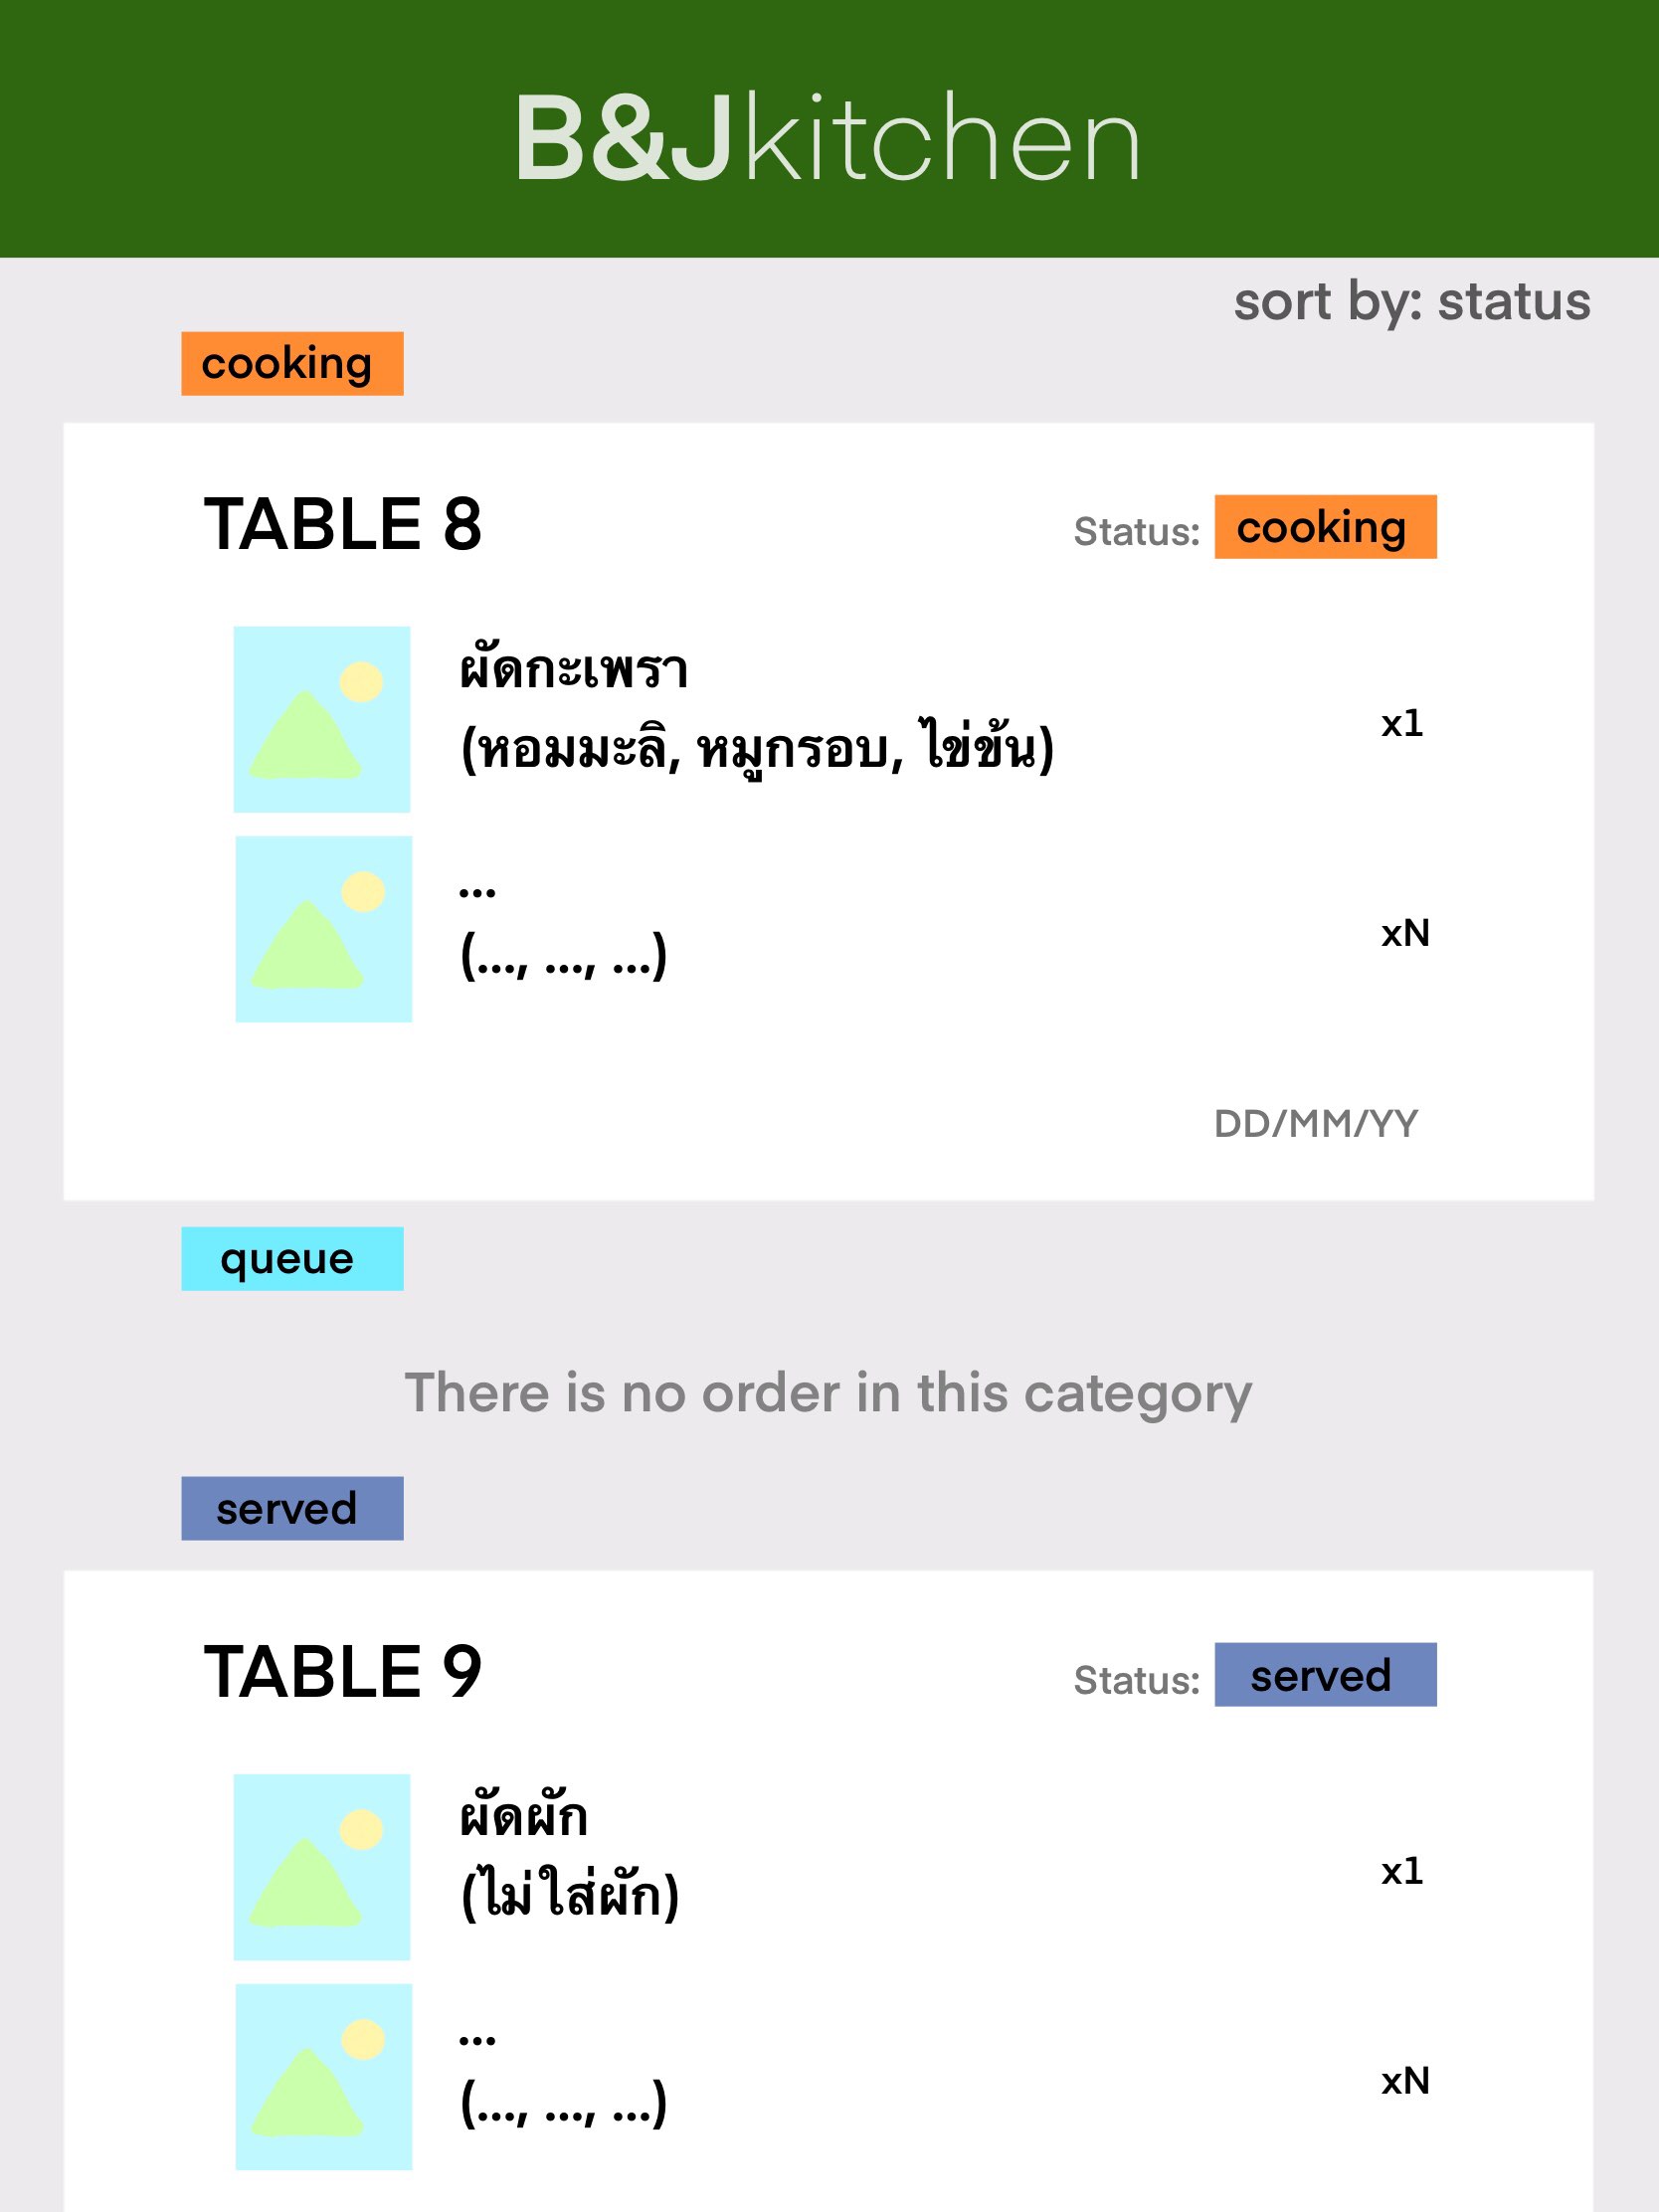 B&Jkitchen
sort by: status
cooking
TABLE 8
Status: cooking
ผัดกะเพรา
(หอมมะลิ, หมูกรอบ, ไข่ข้น)
x1
...
(..., ..., ...)
xN
DD/MM/YY
queue
There is no order in this category
served
TABLE 9
Status: served
ผัดผัก
(ไม่ใส่ผัก)
x1
...
(..., ..., ...)
xN